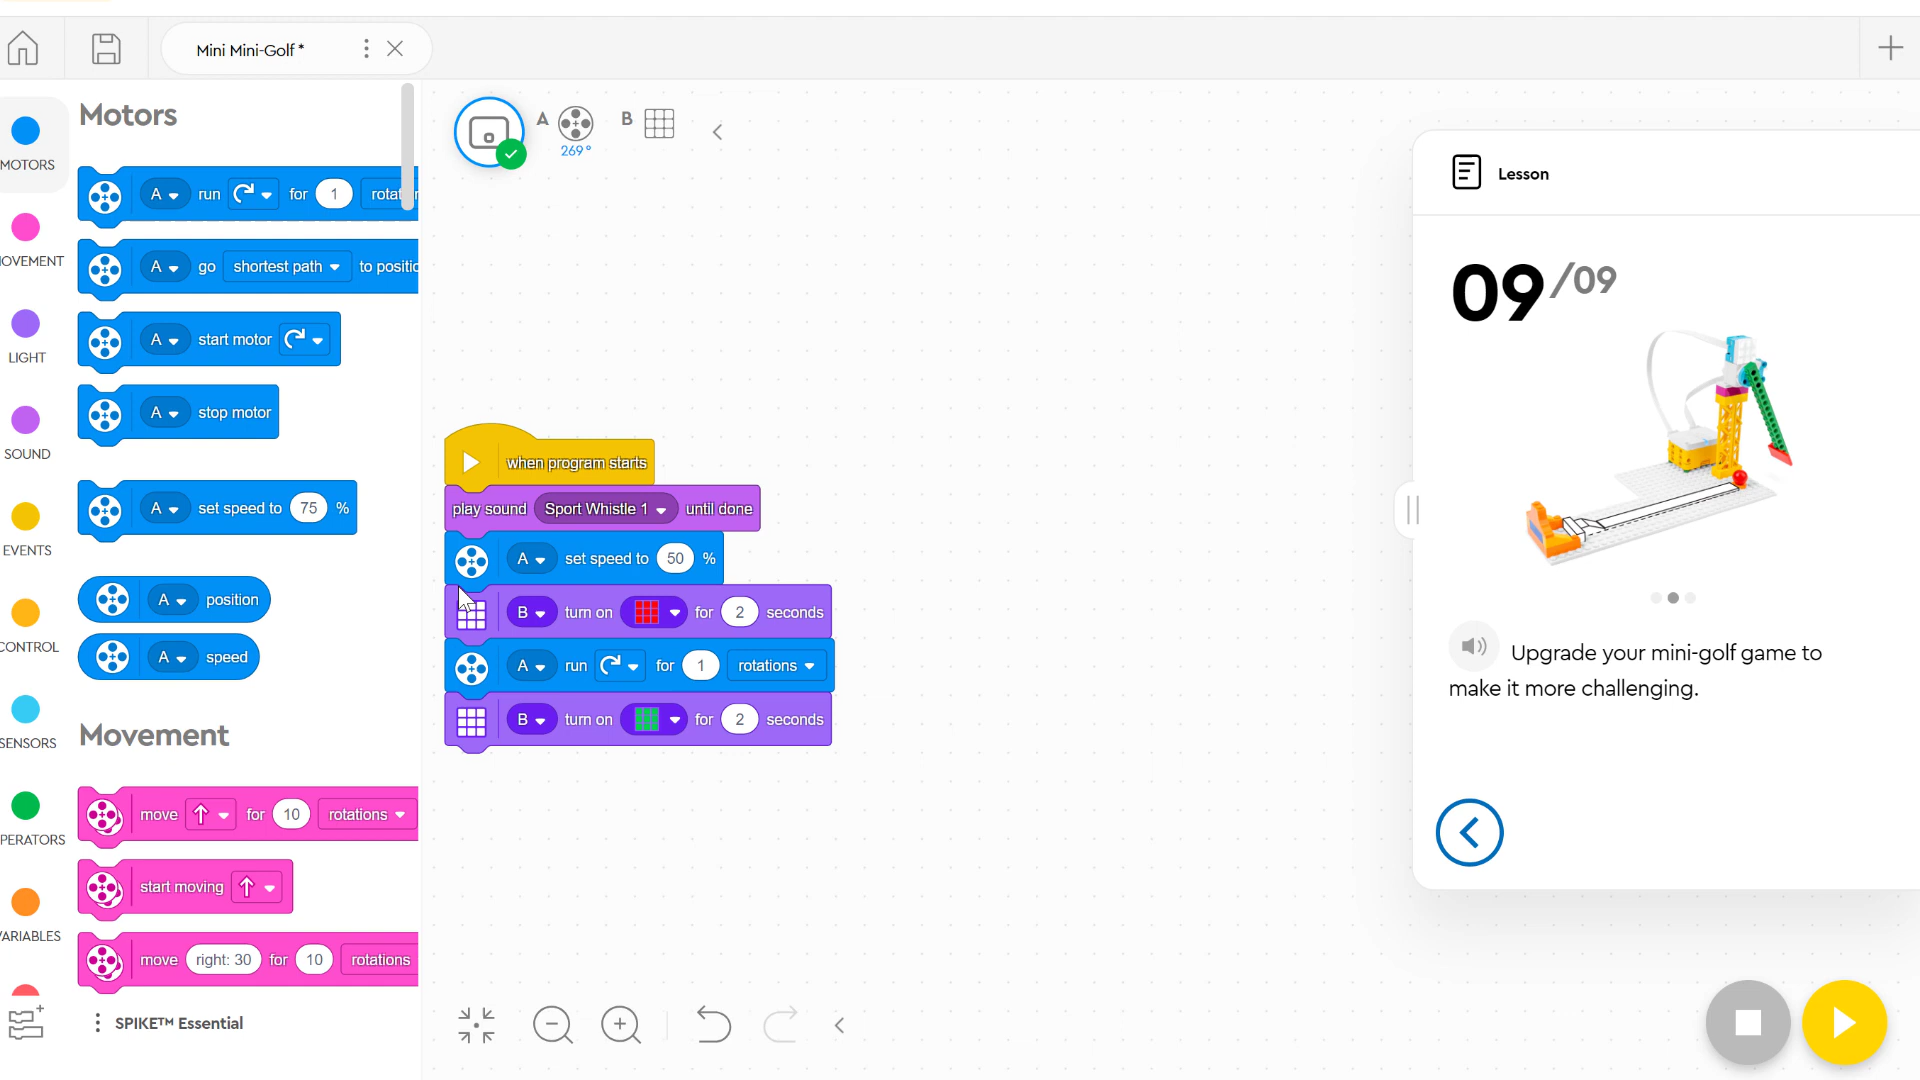 Mini Mini-Golf *
MOTORS
OVEMENT
LIGHT
SOUND
EVENTS
CONTROL
SENSORS
PERATORS
VARIABLES
Motors
A run for 1 rotat
A go shortest path to positio
A start motor
A stop motor
A set speed to 75 %
A position
A speed
Movement
move for 10 rotations
start moving
move right: 30 for 10 rotations
SPIKE™ Essential
A B
269°
when program starts
play sound Sport Whistle 1 until done
A set speed to 50 %
B turn on for 2 seconds
A run for 1 rotations
B turn on for 2 seconds
Lesson
09/09
Upgrade your mini-golf game to
make it more challenging.